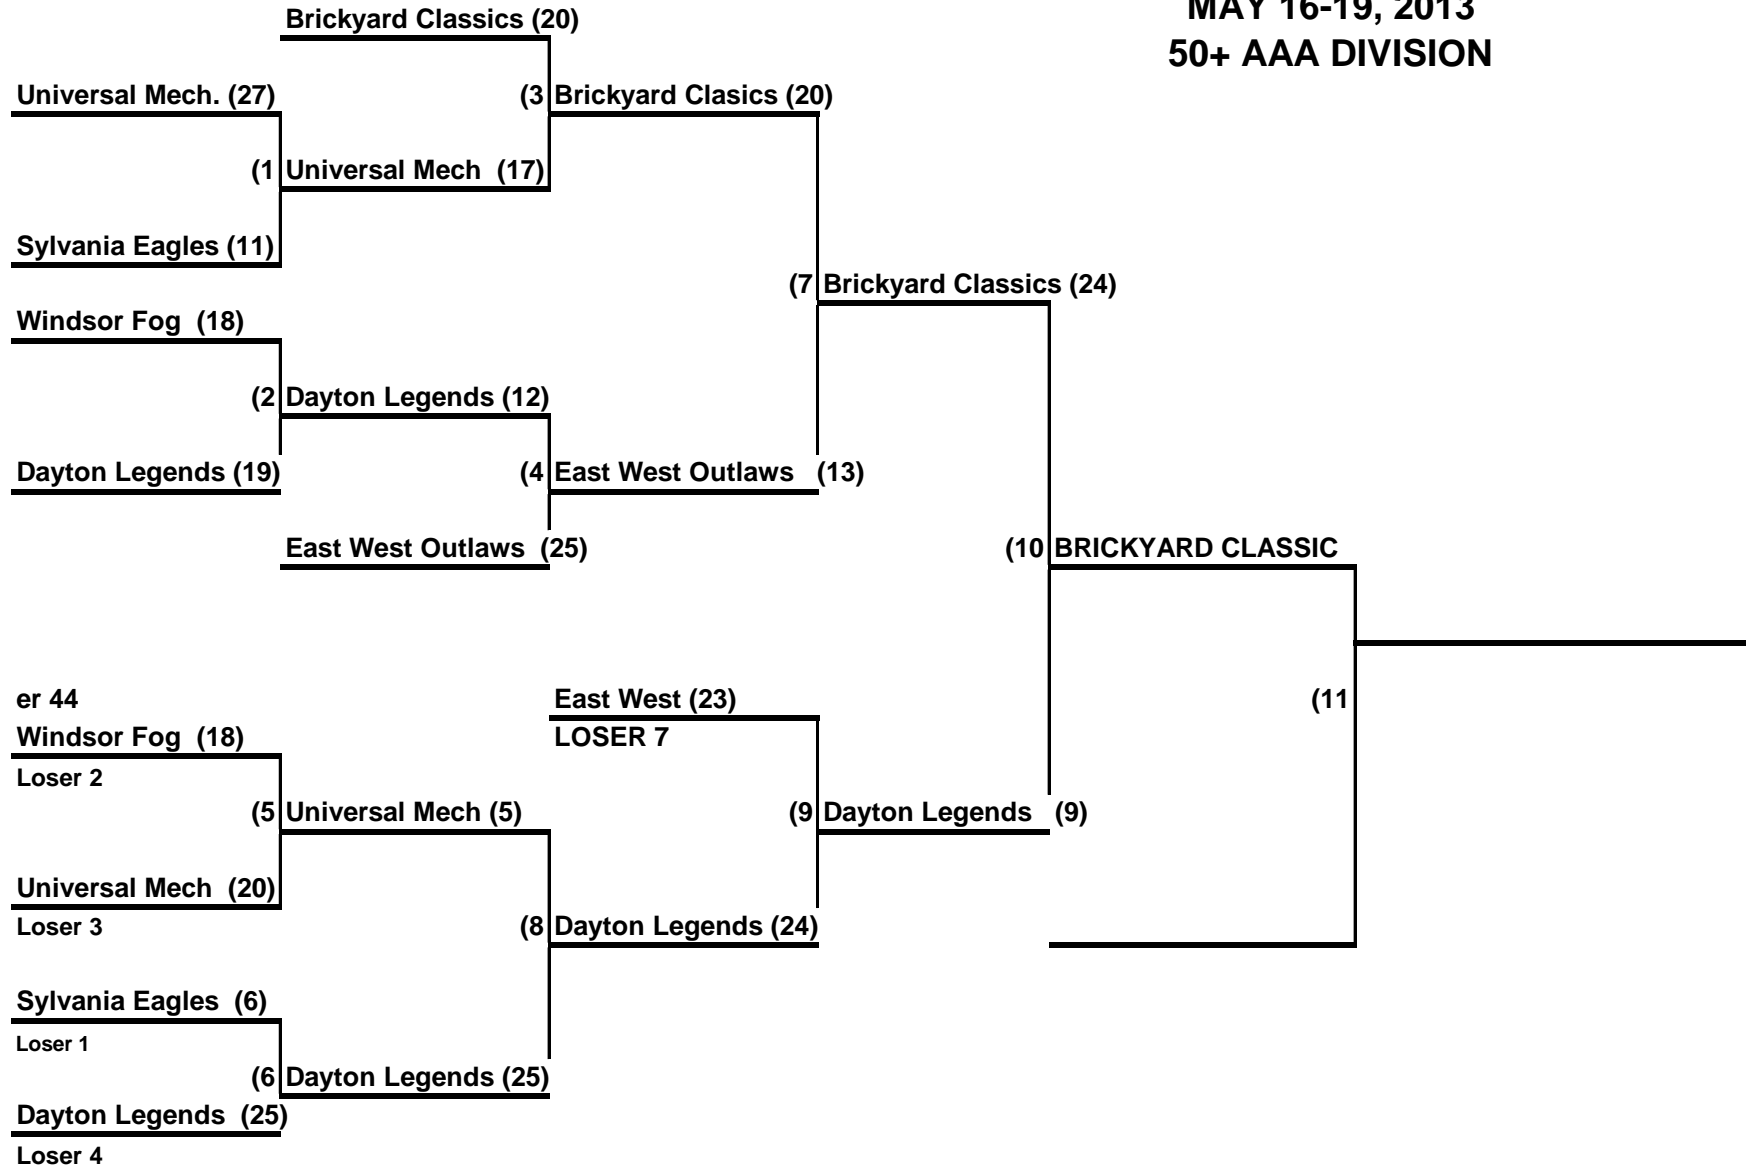 MAY 16-19, 2013
50+ AAA DIVISION
Brickyard Classics (20)
Universal Mech. (27)
(3 Brickyard Clasics (20)
(1 Universal Mech (17)
Sylvania Eagles (11)
(7 Brickyard Classics (24)
Windsor Fog (18)
(2 Dayton Legends (12)
Dayton Legends (19)
(4 East West Outlaws (13)
East West Outlaws (25)
(10 BRICKYARD CLASSIC
er 44
East West (23)
(11
Windsor Fog (18)
LOSER 7
Loser 2
(5 Universal Mech (5)
(9 Dayton Legends (9)
Universal Mech (20)
Loser 3
(8 Dayton Legends (24)
Sylvania Eagles (6)
Loser 1
(6 Dayton Legends (25)
Dayton Legends (25)
Loser 4